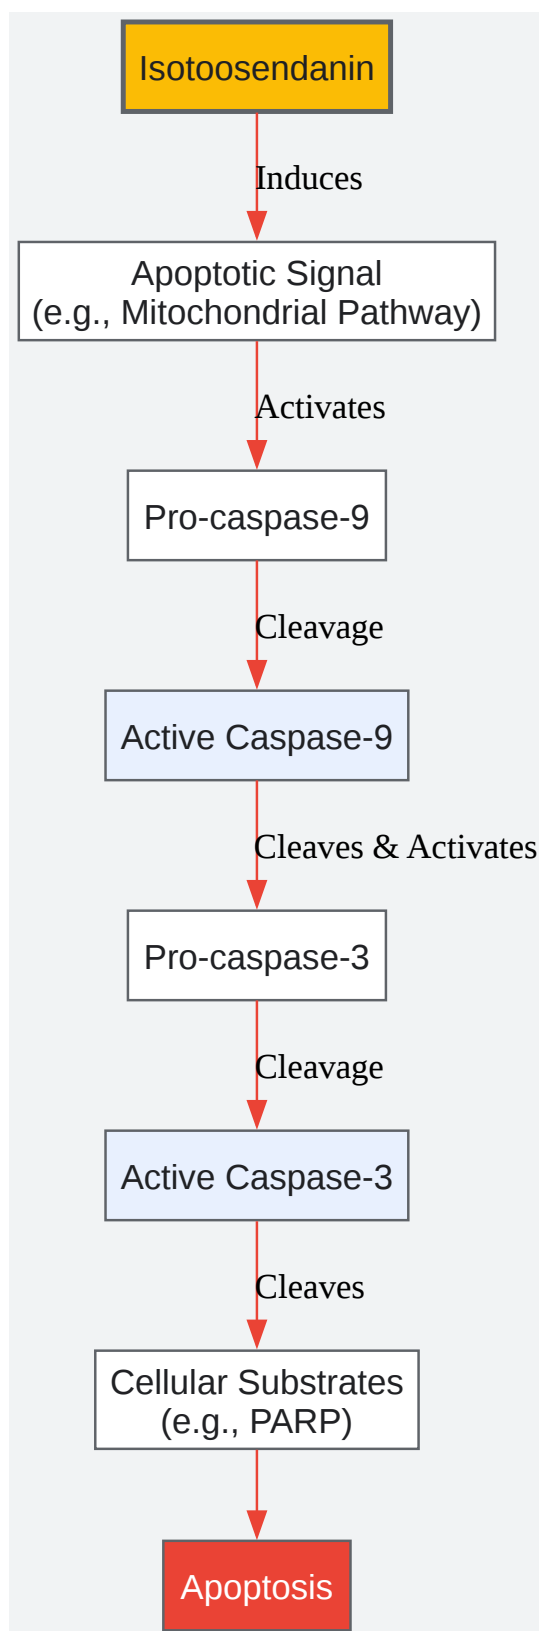 Isotoosendanin
Induces
Apoptotic Signal
(e.g., Mitochondrial Pathway)
Activates
Pro-caspase-9
Cleavage
Active Caspase-9
Cleaves & Activates
Pro-caspase-3
Cleavage
Active Caspase-3
Cleaves
Cellular Substrates
(e.g., PARP)
Apoptosis